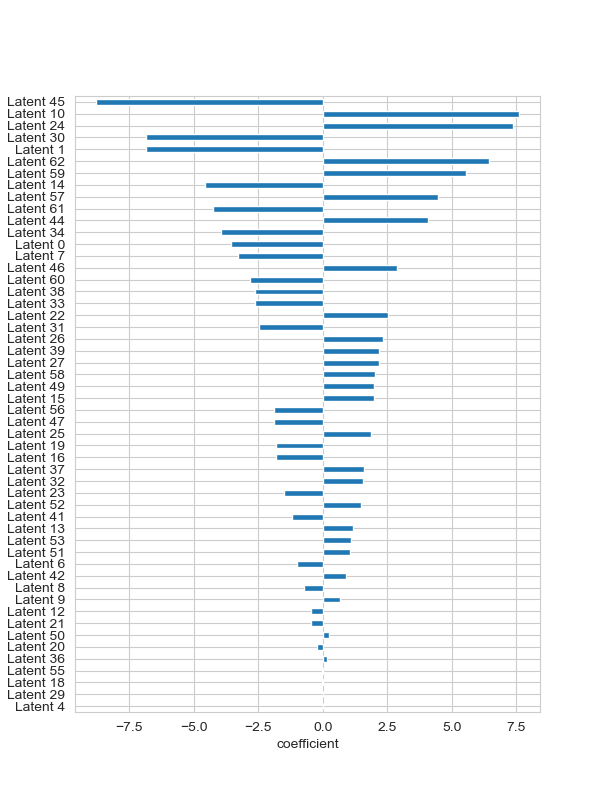 Latent 45
Latent 10
Latent 24
Latent 30
Latent 1
Latent 62
Latent 59
Latent 14
Latent 57
Latent 61
Latent 44
Latent 34
Latent 0
Latent 7
Latent 46
Latent 60
Latent 38
Latent 33
Latent 22
Latent 31
Latent 26
Latent 39
Latent 27
Latent 58
Latent 49
Latent 15
Latent 56
Latent 47
Latent 25
Latent 19
Latent 16
Latent 37
Latent 32
Latent 23
Latent 52
Latent 41
Latent 13
Latent 53
Latent 51
Latent 6
Latent 42
Latent 8
Latent 9
Latent 12
Latent 21
Latent 50
Latent 20
Latent 36
Latent 55
Latent 18
Latent 29
Latent 4
−7.5 −5.0 −2.5 0.0 2.5 5.0 7.5
coefficient